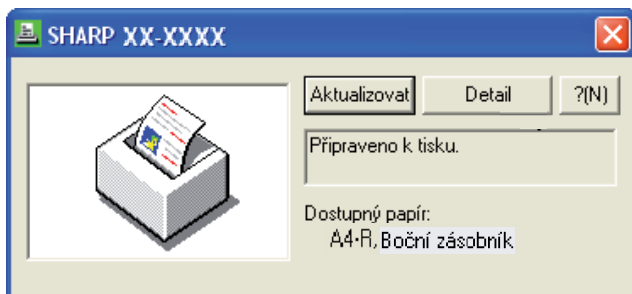 SHARP XX-XXXX
Aktualizovat Detail ?(N)
Připraveno k tisku.
Dostupný papír:
A4-R, Boční zásobník